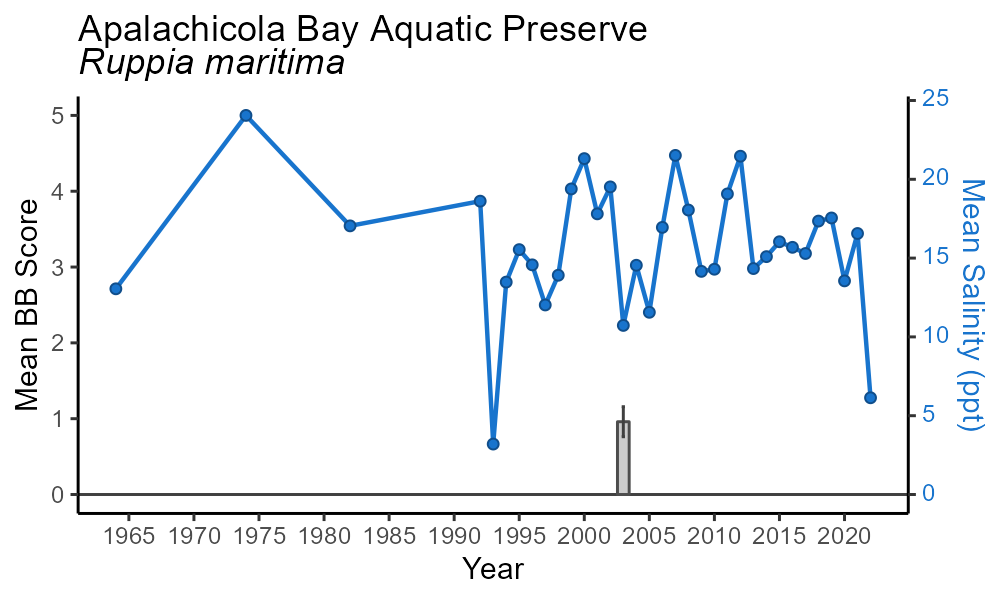 Apalachicola Bay Aquatic Preserve
Ruppia maritima
Mean BB Score
5
4
3
2
1
0
25
20
15
10
5
0
Mean Salinity (ppt)
1965 1970 1975 1980 1985 1990 1995 2000 2005 2010 2015 2020
Year